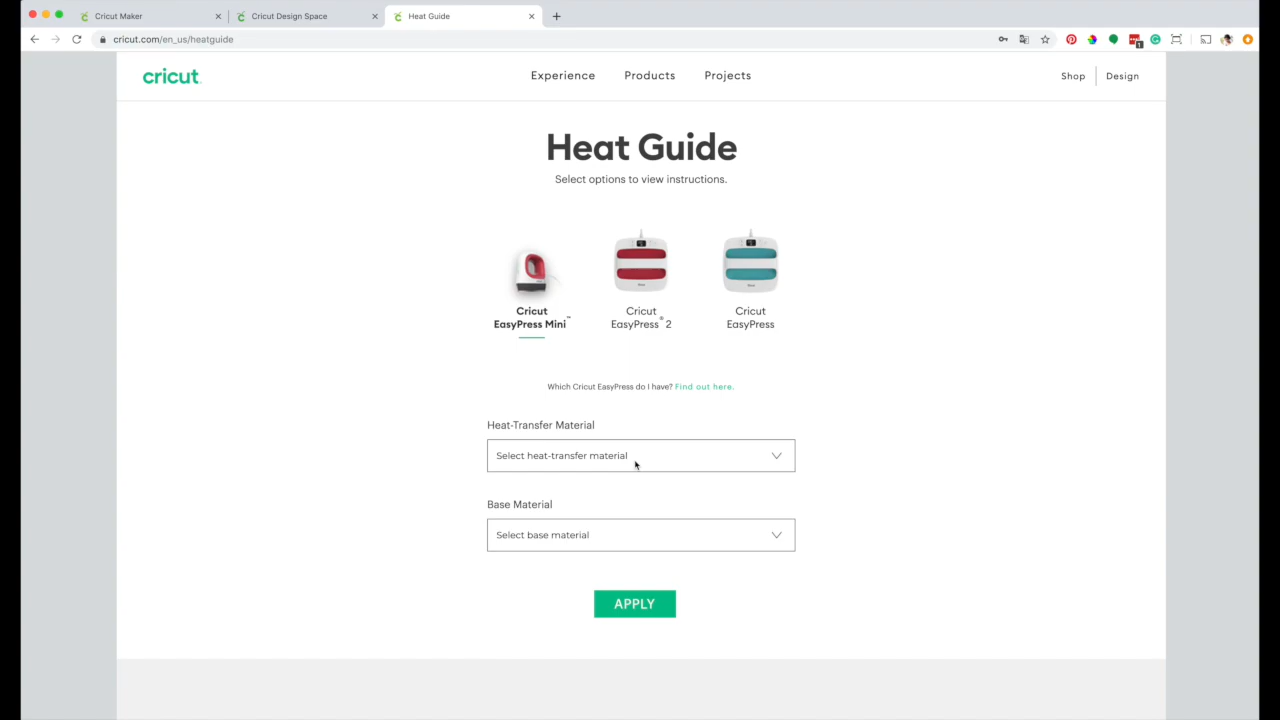 Cricut Maker
Cricut Design Space
Heat Guide
cricut.com/en_us/heatguide
1
cricut
Experience
Products
Projects
Shop
Design
Heat Guide
Select options to view instructions.
Cricut
EasyPress Mini™
Cricut
EasyPress® 2
Cricut
EasyPress
Which Cricut EasyPress do I have? Find out here.
Heat-Transfer Material
Select heat-transfer material
Base Material
Select base material
APPLY